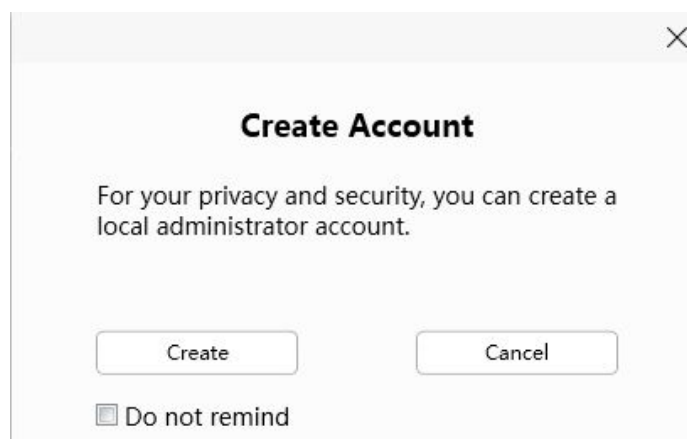 Create Account
For your privacy and security, you can create a
local administrator account.
Create
Cancel
Do not remind